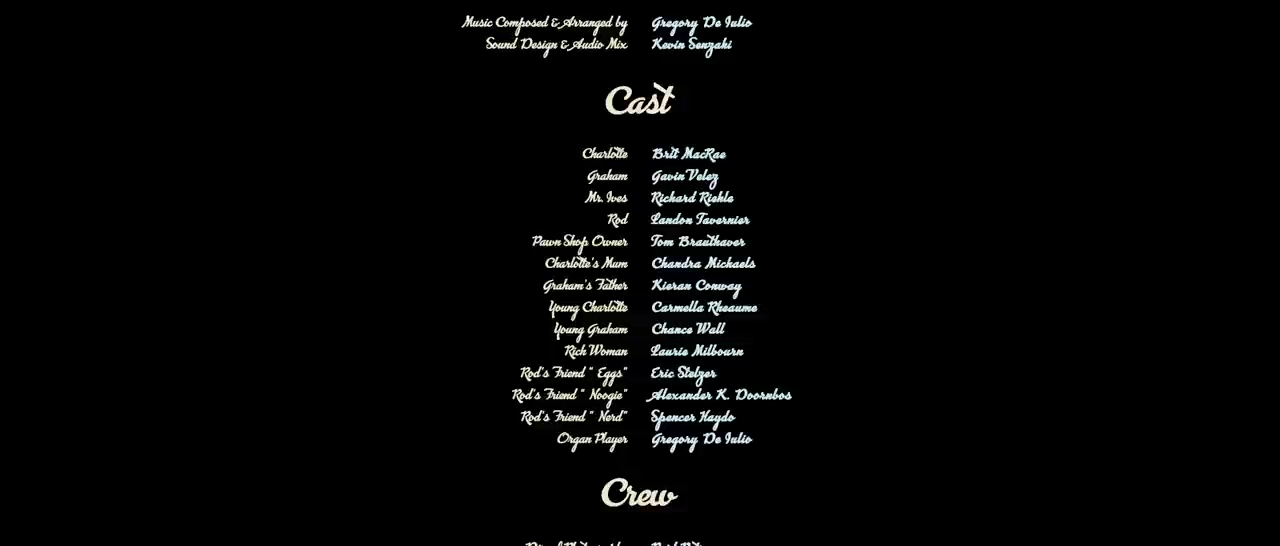 Music Composed & Arranged by Gregory De Iulio
Sound Design & Audio Mix Kevin Senzaki
Cast
Charlotte Brit MacRae
Graham Gavin Velez
Mr. Ives Richard Riehle
Rod Landon Tavernier
Pawn Shop Owner Tom Brauthaver
Charlotte's Mum Chandra Michaels
Graham's Father Kieran Conway
Young Charlotte Carmella Rheaume
Young Graham Chance Wall
Rich Woman Laurie Milbourn
Rod's Friend " Eggs" Eric Stelzer
Rod's Friend " Noogie" Alexander K. Doornbos
Rod's Friend " Nerd" Spencer Haydo
Organ Player Gregory De Iulio
Crew